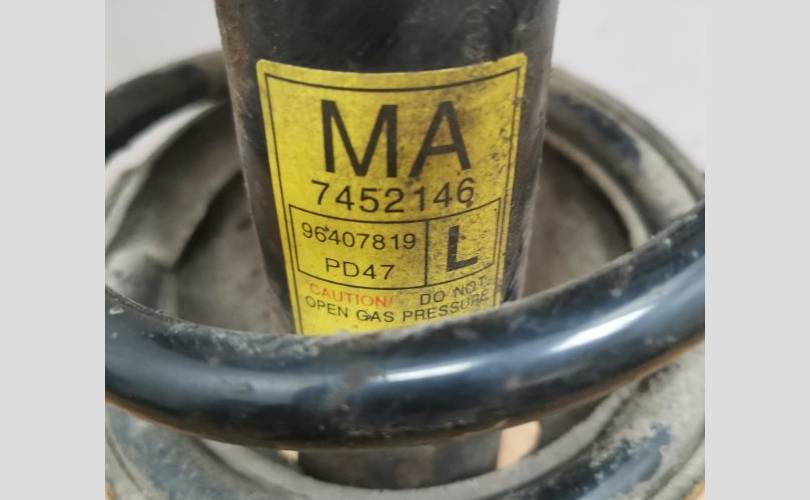 MA
7452146
96407819
PD47
L
CAUTION! DO NOT
OPEN GAS PRESSURE